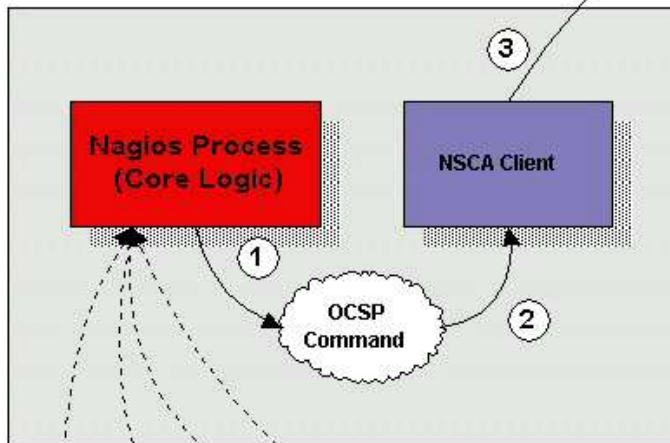 3
Nagios Process
(Core Logic)
NSCA Client
1
OCSP
Command
2